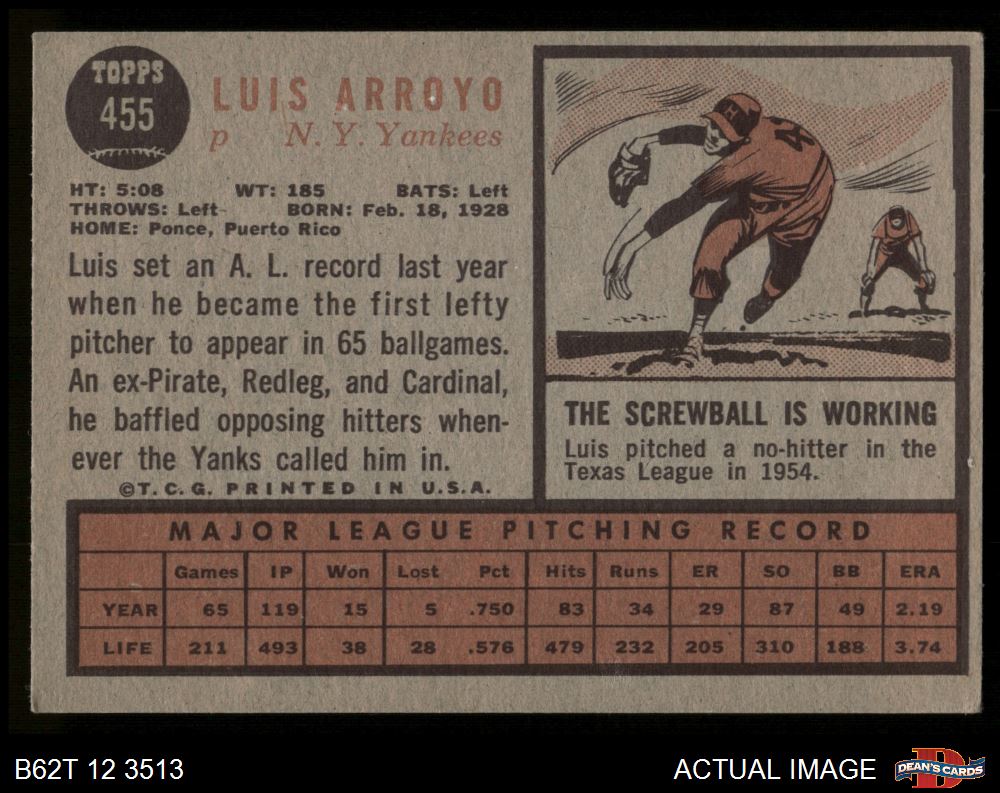 TOPPS
455
LUIS ARROYO
p N. Y. Yankees
HT: 5:08 WT: 185 BATS: Left
THROWS: Left BORN: Feb. 18, 1928
HOME: Ponce, Puerto Rico
Luis set an A. L. record last year
when he became the first lefty
pitcher to appear in 65 ballgames.
An ex-Pirate, Redleg, and Cardinal,
he baffled opposing hitters when-
ever the Yanks called him in.
©T. C. G. PRINTED IN U.S.A.
H
THE SCREWBALL IS WORKING
Luis pitched a no-hitter in the
Texas League in 1954.
MAJOR LEAGUE PITCHING RECORD
Games IP Won Lost Pct Hits Runs ER SO BB ERA
YEAR 65 119 15 5 .750 83 34 29 87 49 2.19
LIFE 211 493 38 28 .576 479 232 205 310 188 3.74
B62T 12 3513
ACTUAL IMAGE
DEAN'S CARDS